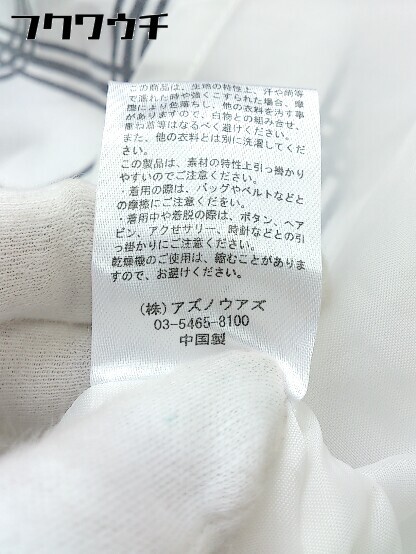 フクワウチ
この商品は、生地の特性上、汗や雨等
で濡れた時や強くこすられた場合、摩
擦により色落ちし、他の衣料を汚す事
がありますので、白物との組み合せ、
重ね着等はなるべく避けください。
また、他の衣料とは別に洗濯してくだ
さい。
この製品は、素材の特性上引っ掛かり
やすいのでご注意ください。
・着用の際は、バッグやベルトなどと
の摩擦にご注意ください。
・着用中や着脱の際は、ボタン、ヘア
ピン、アクセサリー、時計などとの引
っ掛かりにご注意ください。
乾燥機のご使用は、縮むことがありま
すので、お避けください。
(株)アズノウアズ
03-5465-8100
中国製